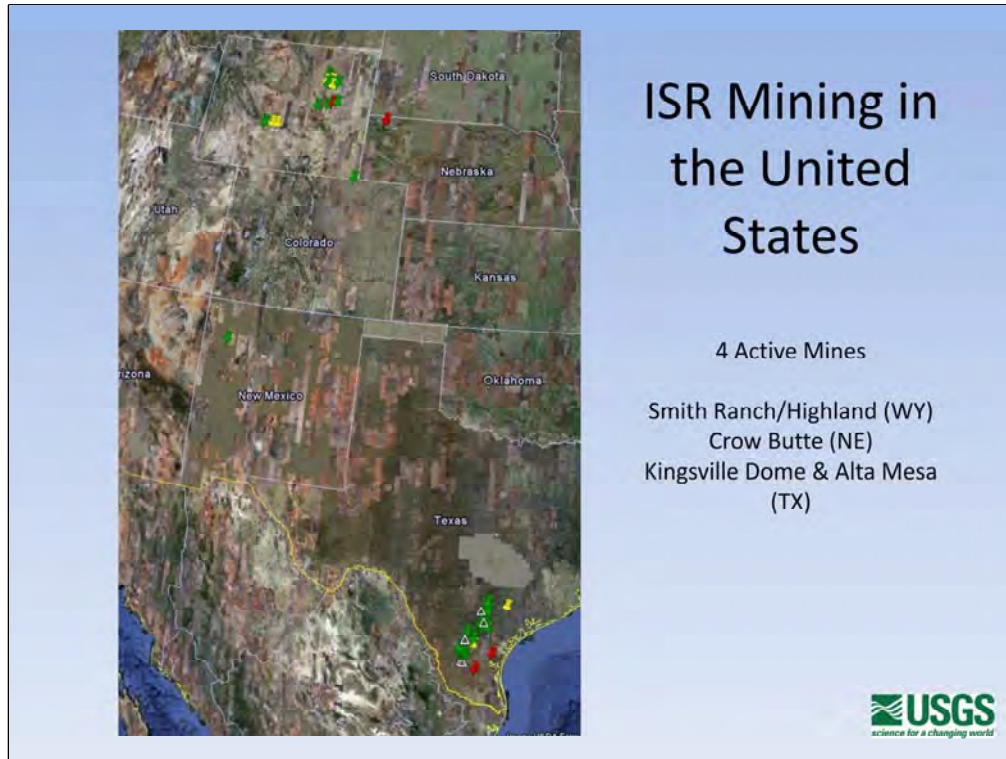 ISR Mining in
the United
States
4 Active Mines
Smith Ranch/Highland (WY)
Crow Butte (NE)
Kingsville Dome & Alta Mesa
(TX)
South Dakota
Nebraska
Utah
Colorado
Kansas
rizona
New Mexico
Oklahoma
Texas
USGS
science for a changing world